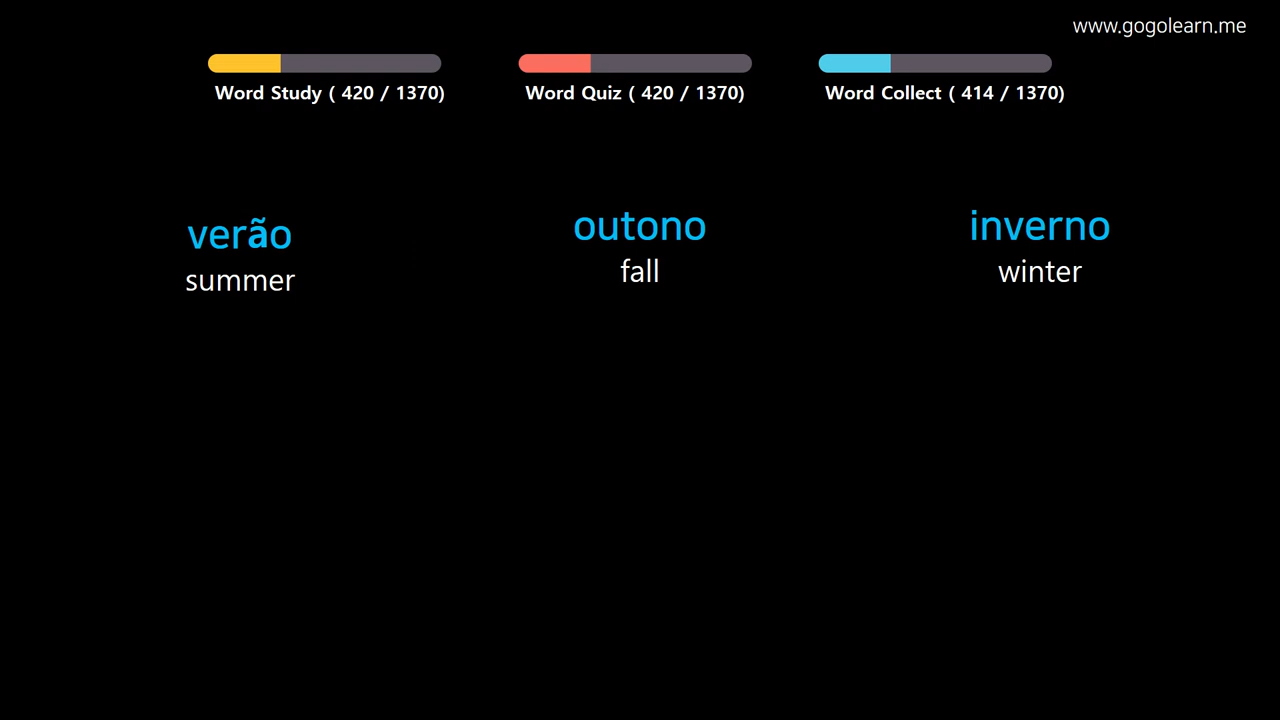 www.gogolearn.me
Word Study ( 420 / 1370)
Word Quiz ( 420 / 1370)
Word Collect ( 414 / 1370)
verão
summer
outono
fall
inverno
winter